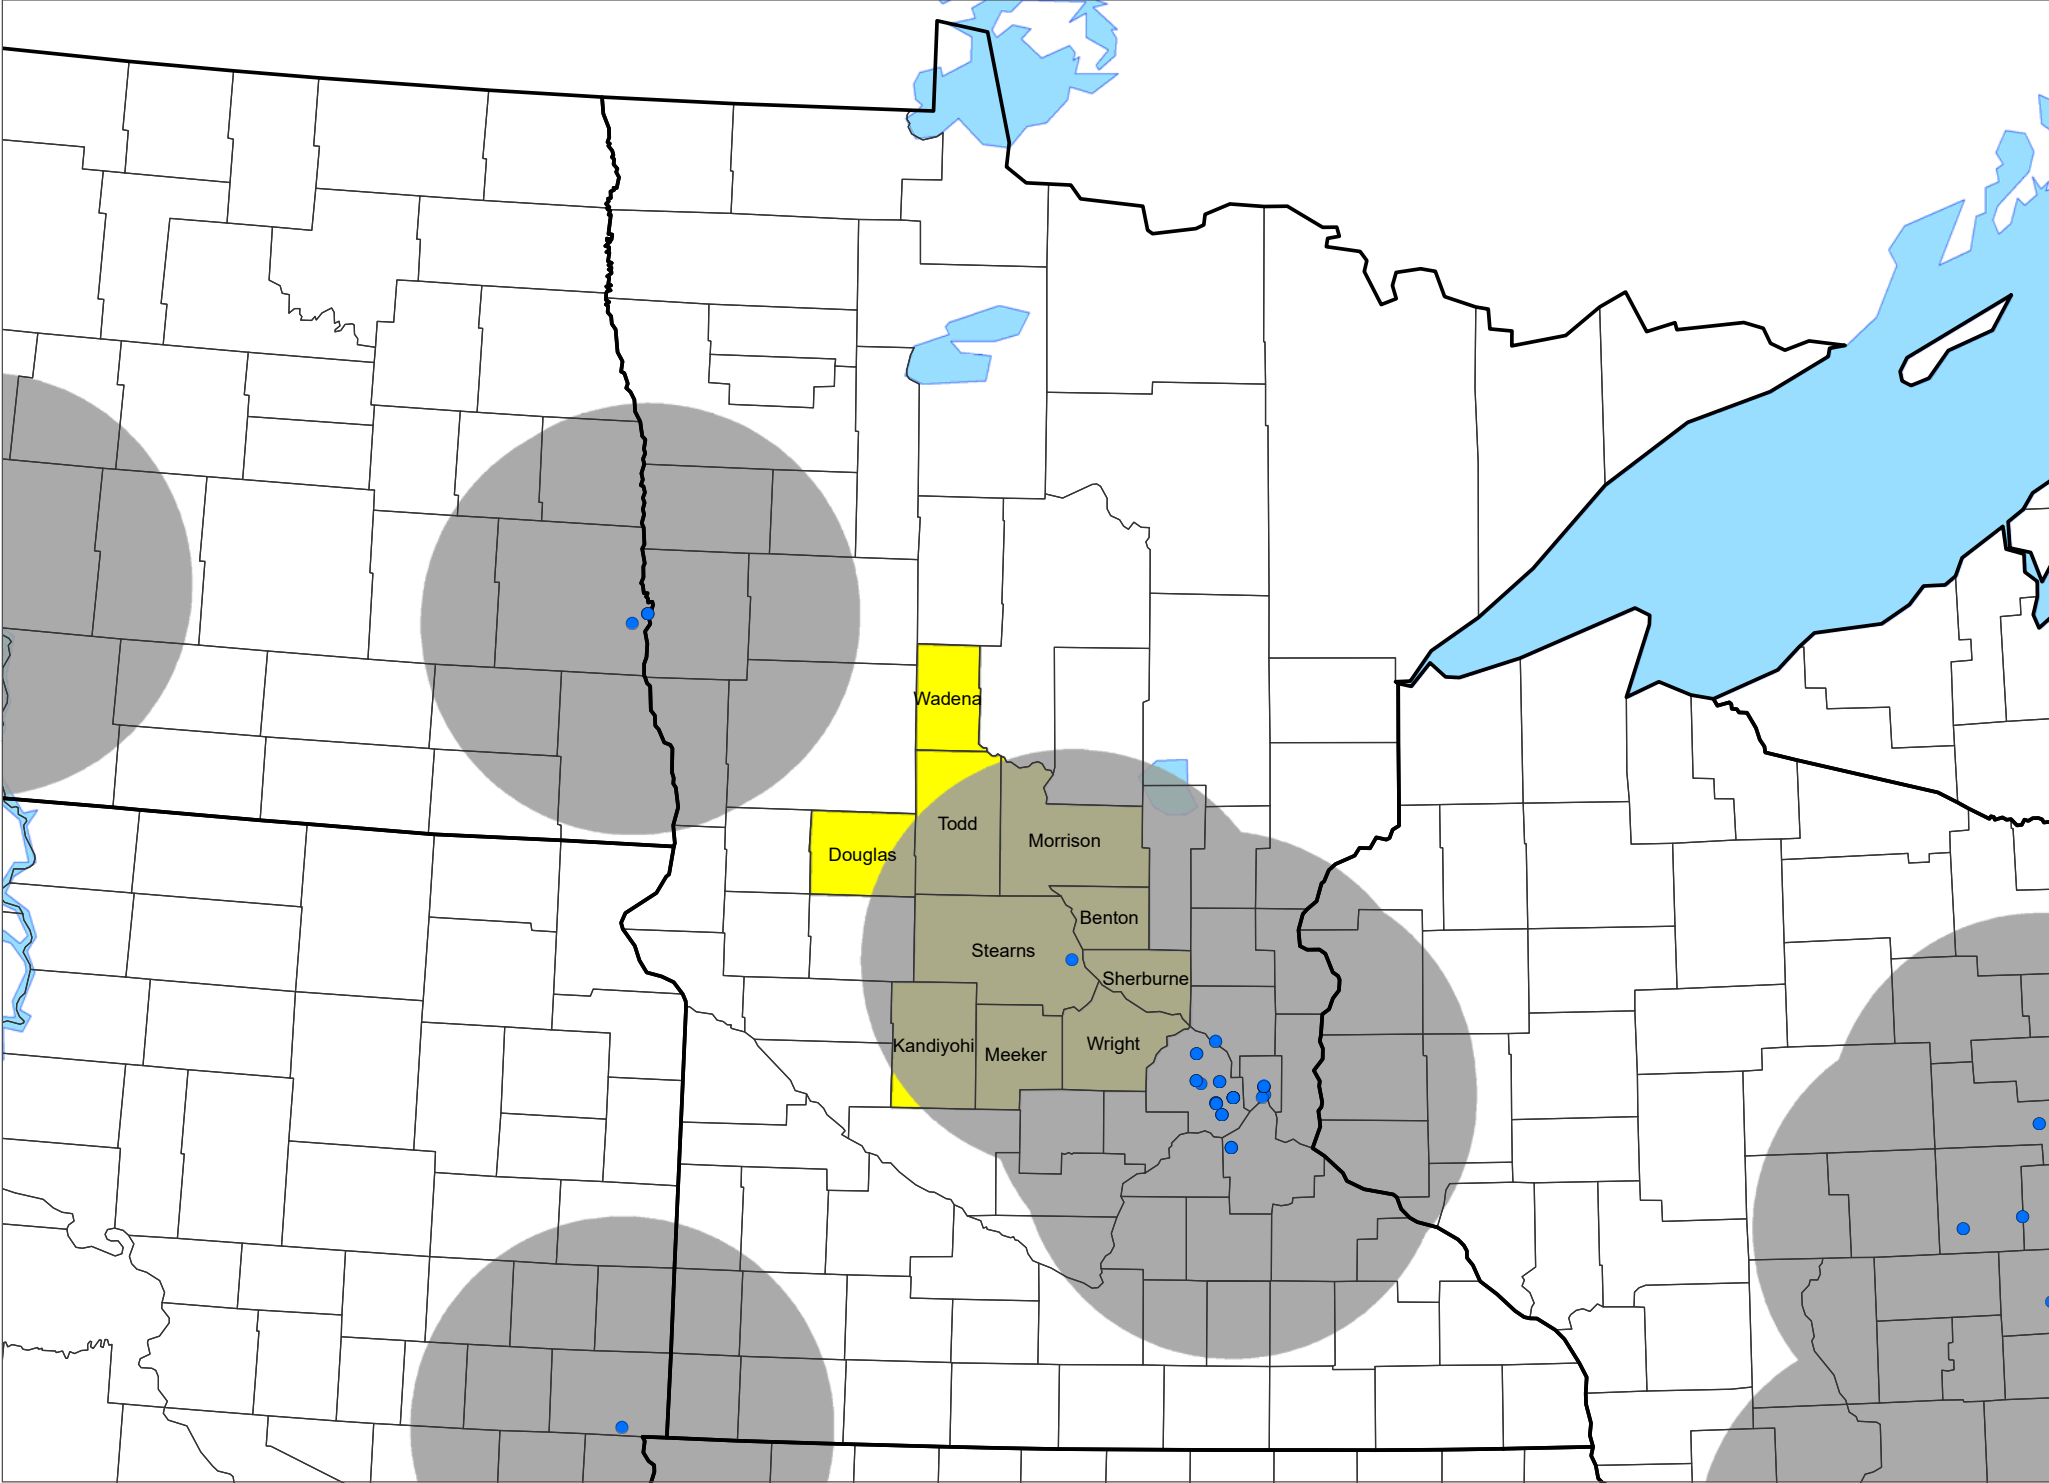 Wadena
Todd
Morrison
Douglas
Benton
Stearns
Sherburne
Kandiyohi
Meeker
Wright